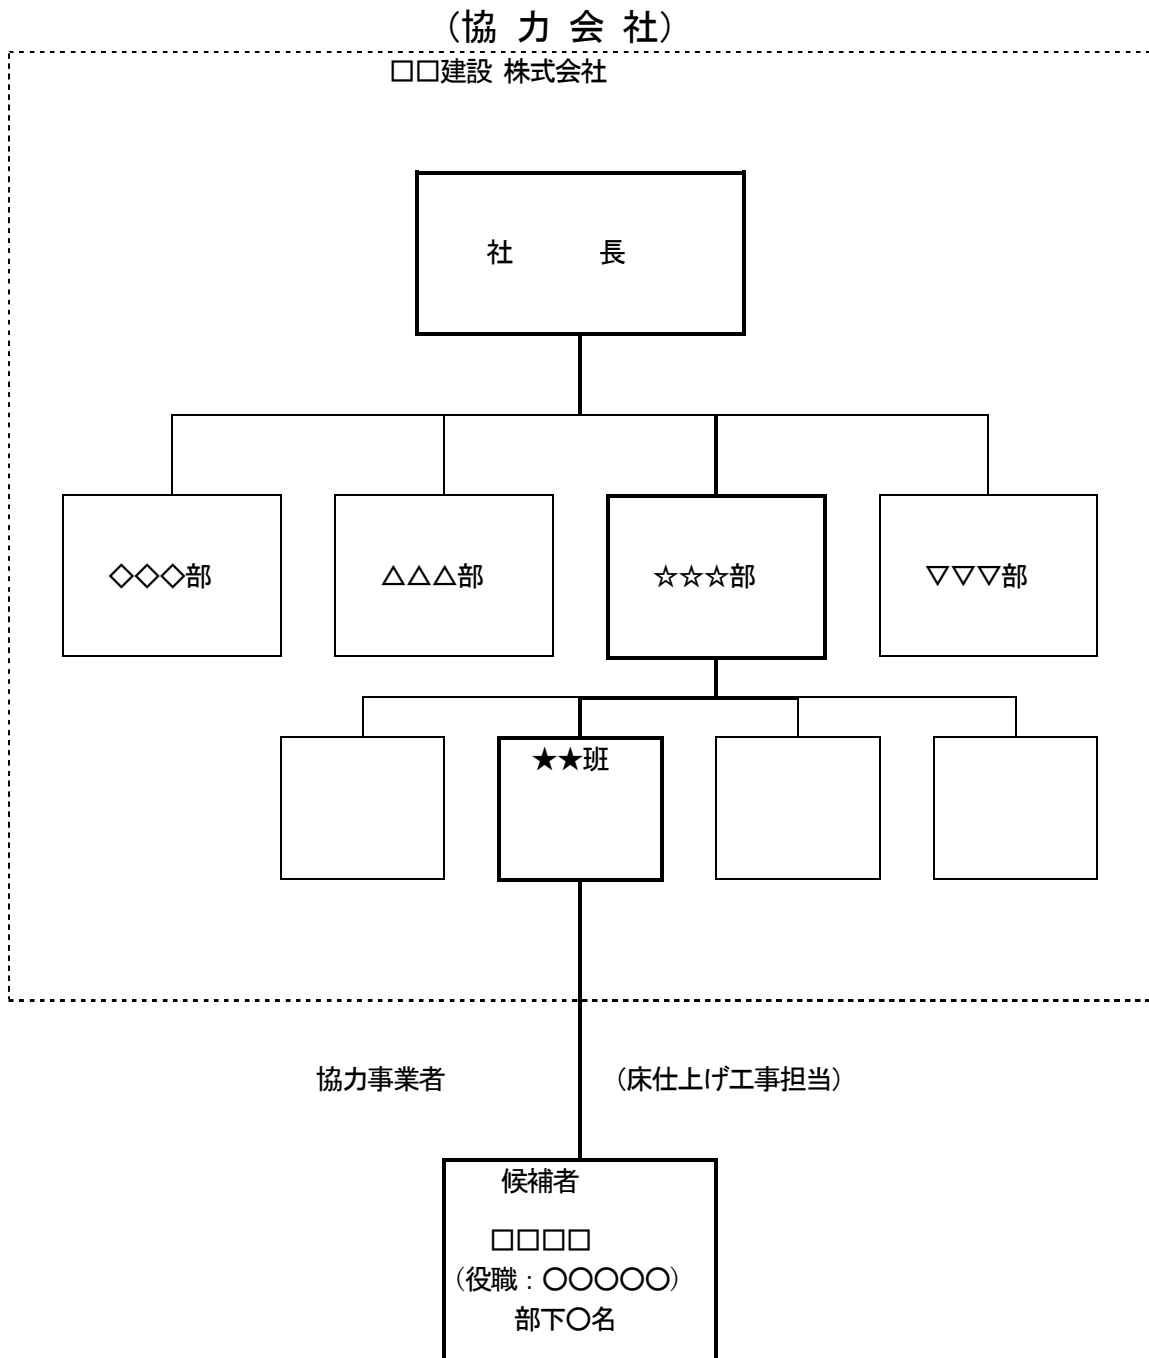 （協 力 会 社）
□□建設 株式会社
社 長
◇◇◇部
△△△部
☆☆☆部
▽▽▽部
★★班
協力事業者
（床仕上げ工事担当）
候補者
□□□□
（役職：〇〇〇〇〇）
部下〇名